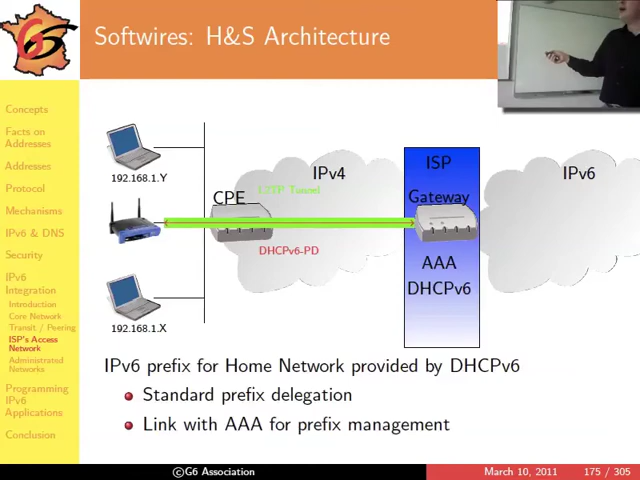 Softwires: H&S Architecture
G6
Concepts
Facts on
Addresses
Addresses
Protocol
Mechanisms
IPv6 & DNS
Security
IPv6
Integration
Introduction
Core Network
Transit / Peering
ISP's Access
Network
Administrated
Networks
Programming
IPv6
Applications
Conclusion
192.168.1.Y
CPE
IPv4
L2TP Tunnel
DHCPv6-PD
ISP
Gateway
AAA
DHCPv6
IPv6
192.168.1.X
IPv6 prefix for Home Network provided by DHCPv6
Standard prefix delegation
Link with AAA for prefix management
©G6 Association
March 10, 2011
175 / 305